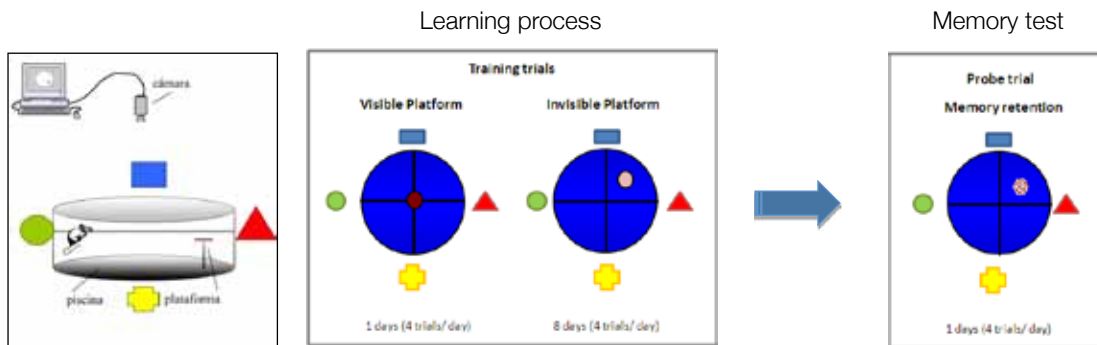 Learning process
Memory test
cámara
piscina
plataforma
Training trials
Visible Platform
Invisible Platform
1 days (4 trials/ day)
8 days (4 trials/ day)
Probe trial
Memory retention
1 days (4 trials/ day)